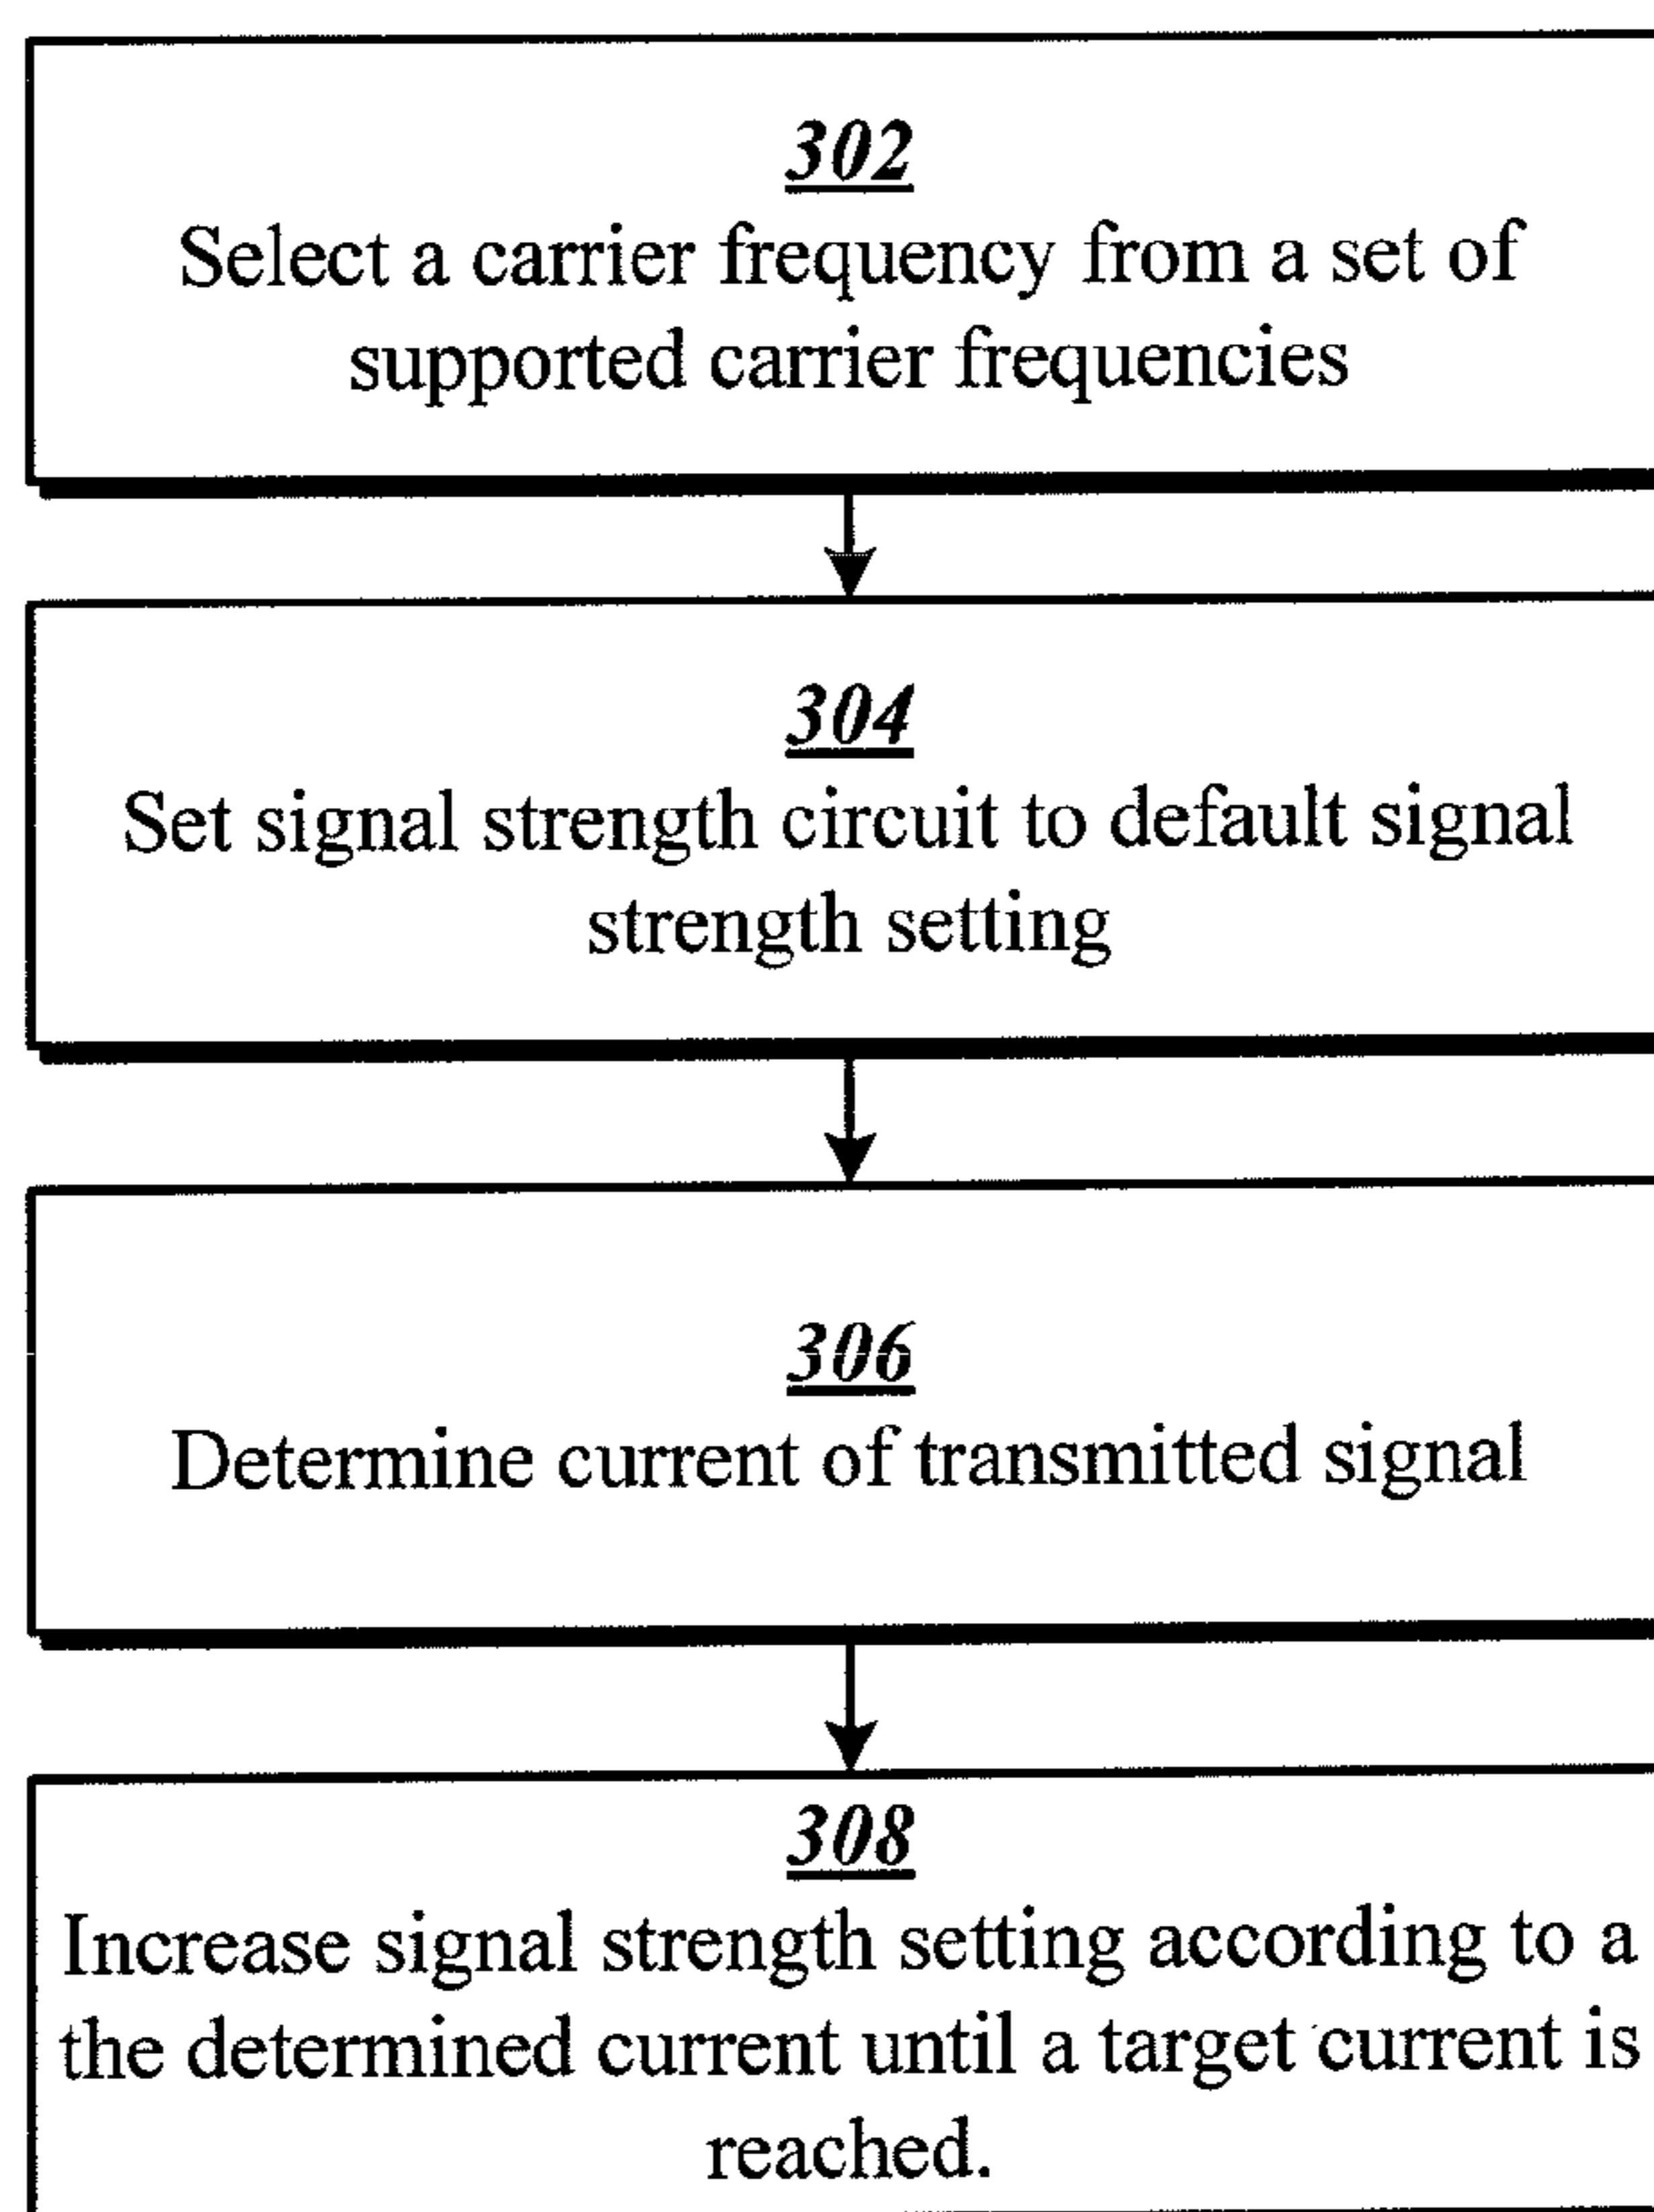 302
Select a carrier frequency from a set of
supported carrier frequencies
304
Set signal strength circuit to default signal
strength setting
306
Determine current of transmitted signal
308
Increase signal strength setting according to a
the determined current until a target current is
reached.